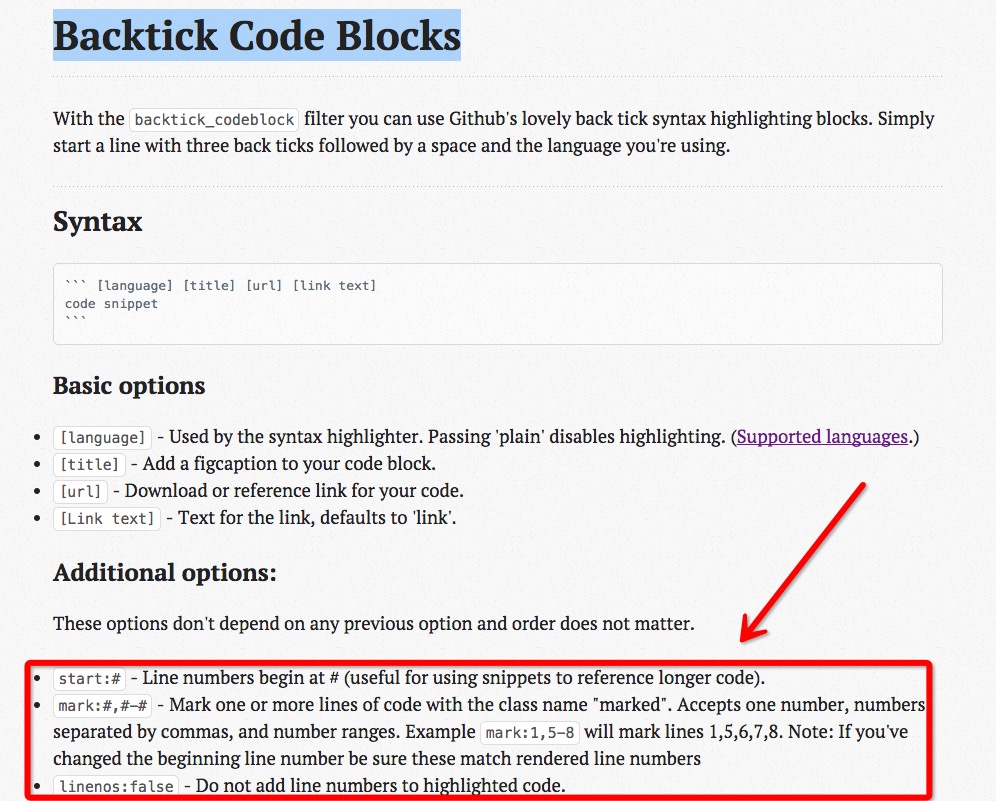 Backtick Code Blocks
With the backtick_codeblock filter you can use Github's lovely back tick syntax highlighting blocks. Simply
start a line with three back ticks followed by a space and the language you're using.
Syntax
``` [language] [title] [url] [link text]
code snippet
```
Basic options
• [language] - Used by the syntax highlighter. Passing 'plain' disables highlighting. (Supported languages.)
• [title] - Add a figcaption to your code block.
• [url] - Download or reference link for your code.
• [Link text] - Text for the link, defaults to 'link'.
Additional options:
These options don't depend on any previous option and order does not matter.
• start:# - Line numbers begin at # (useful for using snippets to reference longer code).
• mark:#,#-# - Mark one or more lines of code with the class name "marked". Accepts one number, numbers
separated by commas, and number ranges. Example mark:1,5-8 will mark lines 1,5,6,7,8. Note: If you've
changed the beginning line number be sure these match rendered line numbers
• linenos:false - Do not add line numbers to highlighted code.